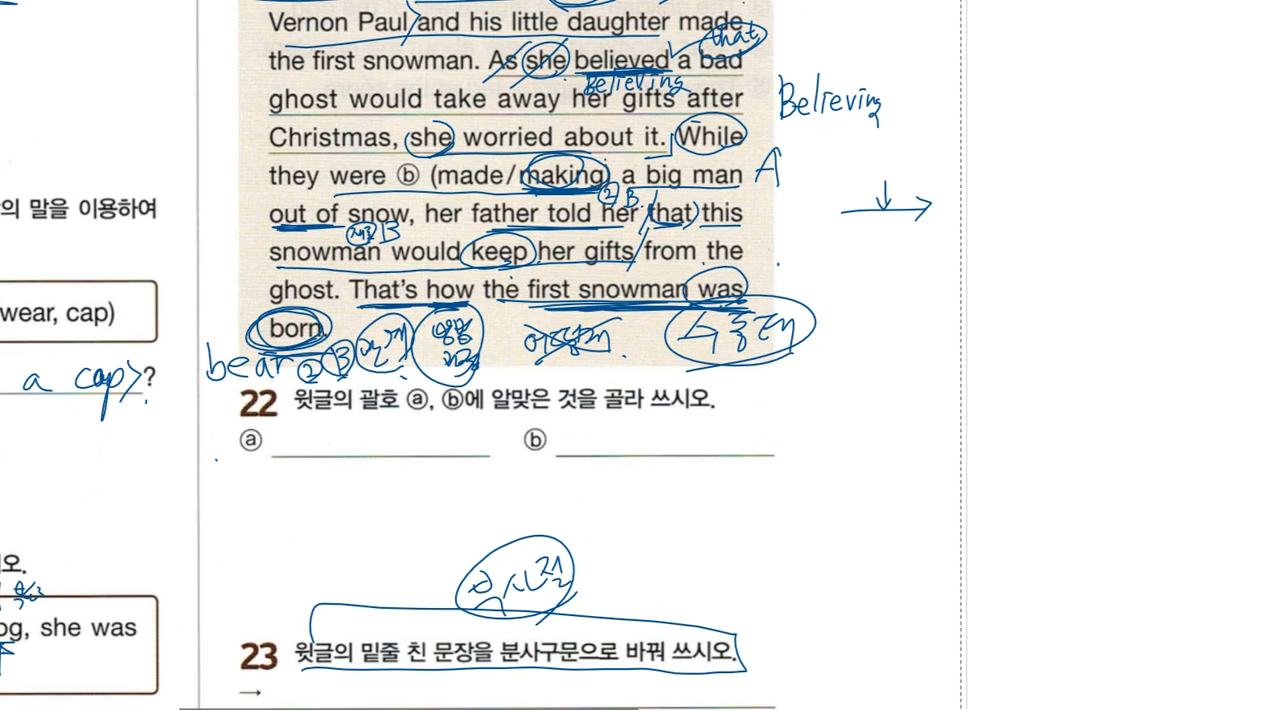 Vernon Paul and his little daughter made
the first snowman. As she believed a bad
that
Believing
ghost would take away her gifts after
Believing
Christmas, she worried about it. While
they were ⓑ (made/making) a big man
A
의 말을 이용하여
② B
out of snow, her father told her that this
B
snowman would keep her gifts from the
ghost. That's how the first snowman was
wear, cap)
born.
수동태
bear ② B
a cap>?
22 윗글의 괄호 ⓐ, ⓑ에 알맞은 것을 골라 쓰시오.
ⓐ ⓑ
오.
og, she was
23 윗글의 밑줄 친 문장을 분사구문으로 바꿔 쓰시오.
→